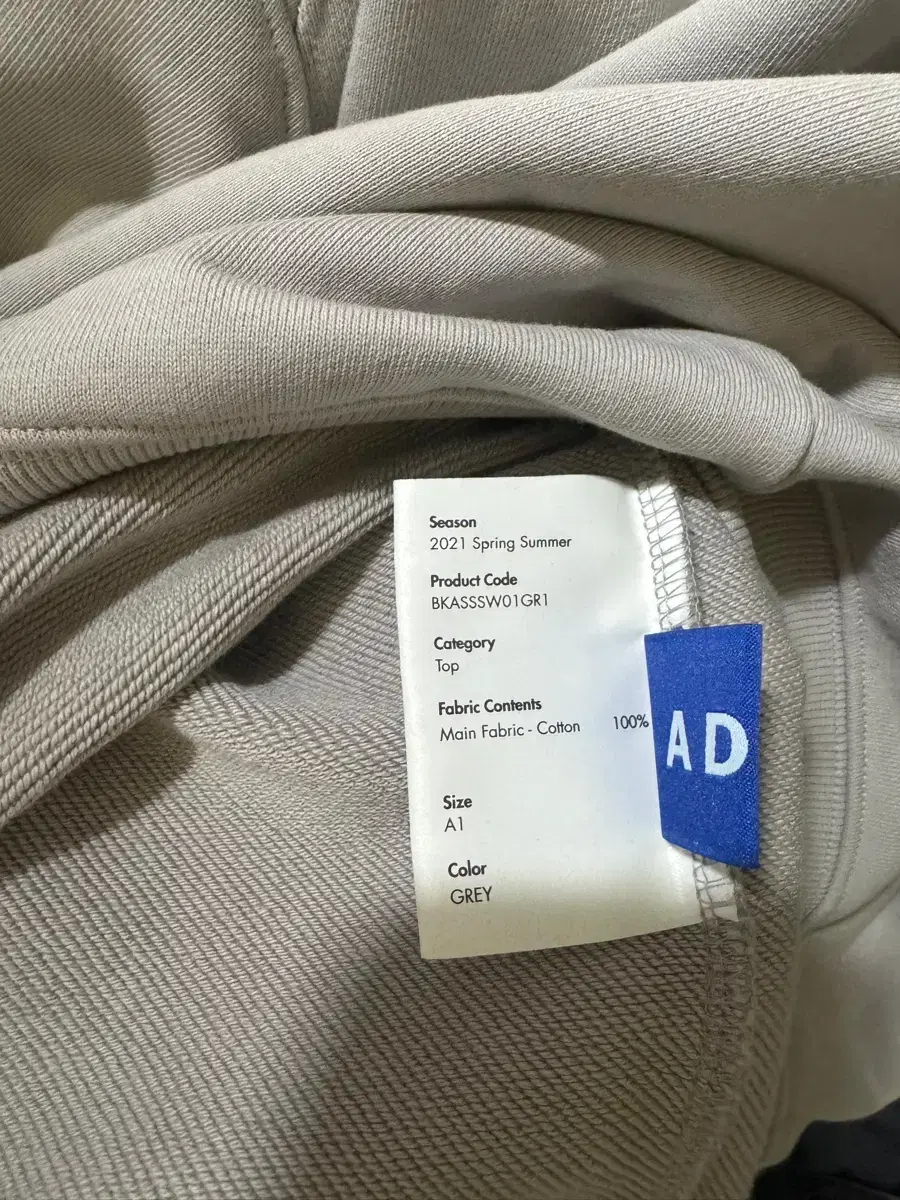 Season
2021 Spring Summer
Product Code
BKASSSW01GR1
Category
Top
Fabric Contents
Main Fabric - Cotton 100%
Size
A1
Color
GREY
AD